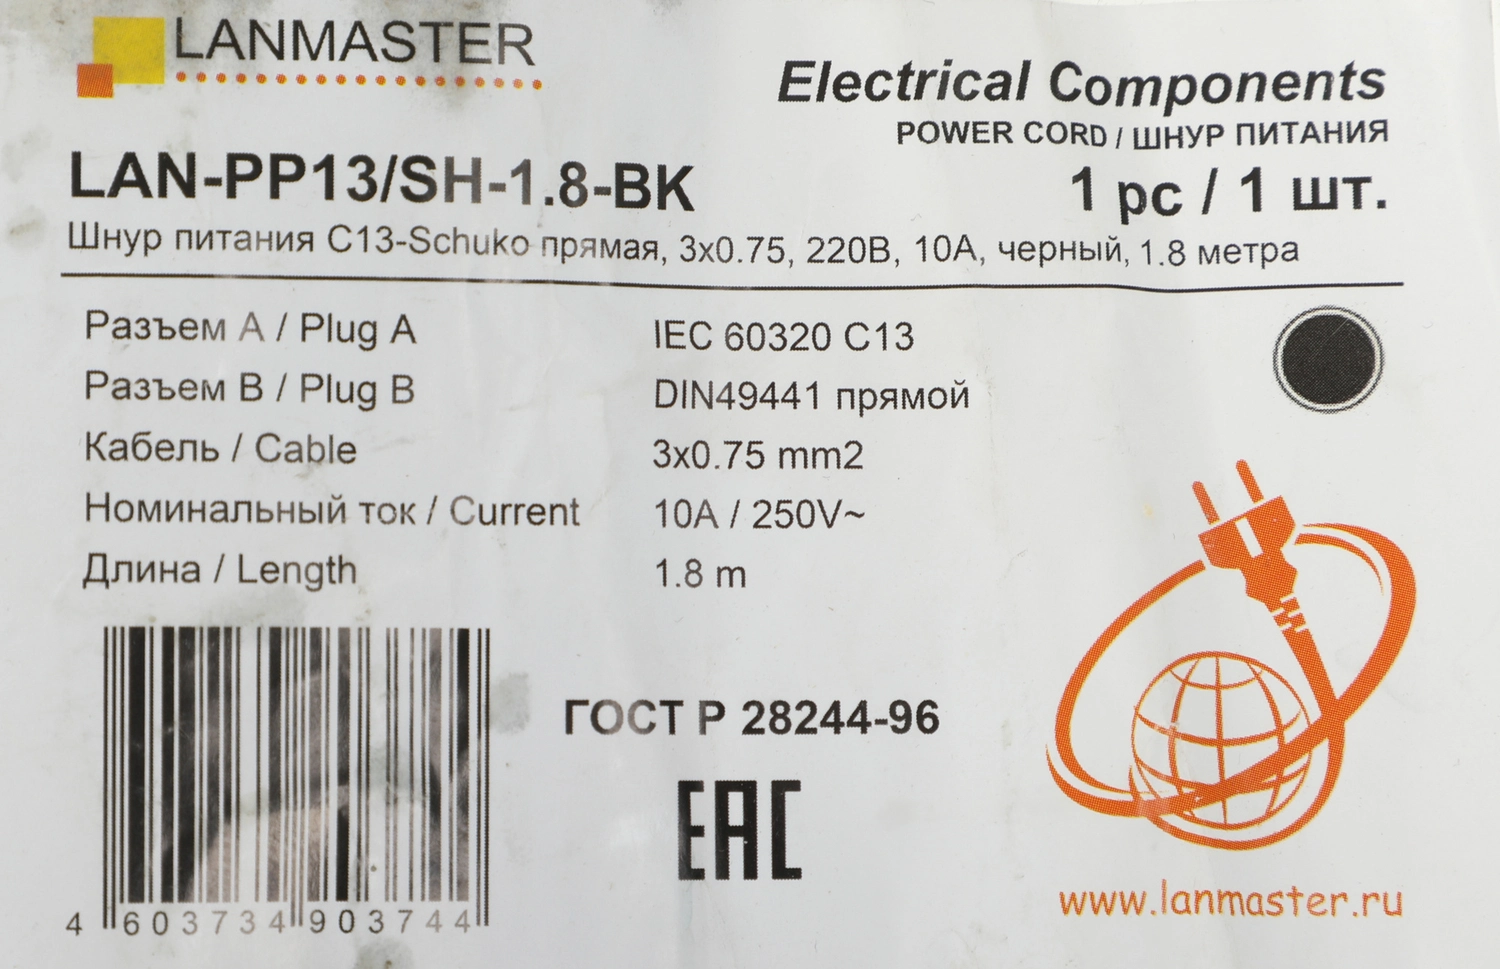 LANMASTER
Electrical Components
POWER CORD / ШНУР ПИТАНИЯ
LAN-PP13/SH-1.8-BK
1 pc / 1 шт.
Шнур питания C13-Schuko прямая, 3x0.75, 220В, 10А, черный, 1.8 метра
Разъем A / Plug A IEC 60320 C13
Разъем B / Plug B DIN49441 прямой
Кабель / Cable 3x0.75 mm2
Номинальный ток / Current 10A / 250V~
Длина / Length 1.8 m
ГОСТ Р 28244-96
EAC
4 603734 903744
www.lanmaster.ru